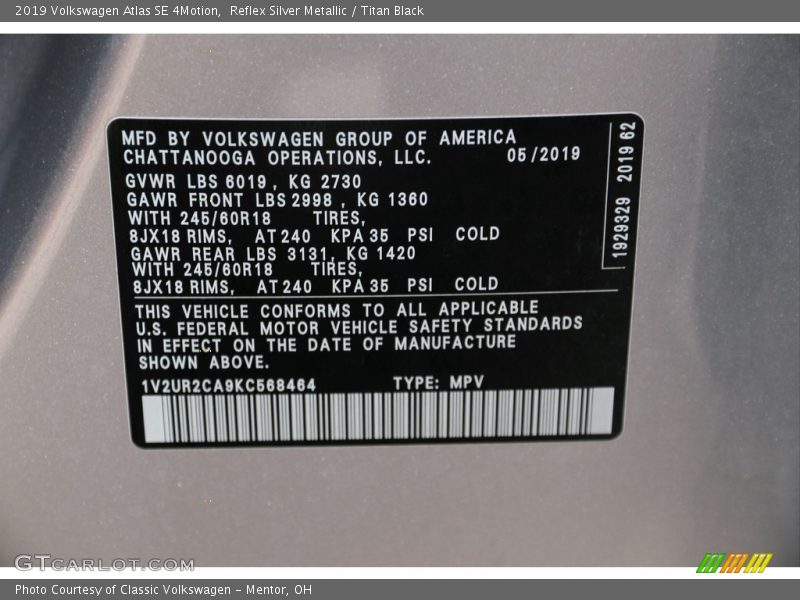 2019 Volkswagen Atlas SE 4Motion, Reflex Silver Metallic / Titan Black
MFD BY VOLKSWAGEN GROUP OF AMERICA
CHATTANOOGA OPERATIONS, LLC. 05/2019
GVWR LBS 6019, KG 2730
GAWR FRONT LBS 2998, KG 1360
WITH 245/60R18 TIRES,
8JX18 RIMS, AT 240 KPA 35 PSI COLD
GAWR REAR LBS 3131, KG 1420
WITH 245/60R18 TIRES,
8JX18 RIMS, AT 240 KPA 35 PSI COLD
THIS VEHICLE CONFORMS TO ALL APPLICABLE
U.S. FEDERAL MOTOR VEHICLE SAFETY STANDARDS
IN EFFECT ON THE DATE OF MANUFACTURE
SHOWN ABOVE.
1V2UR2CA9KC568464 TYPE: MPV
1929329 2019 62
GTCARLOT.COM
Photo Courtesy of Classic Volkswagen - Mentor, OH